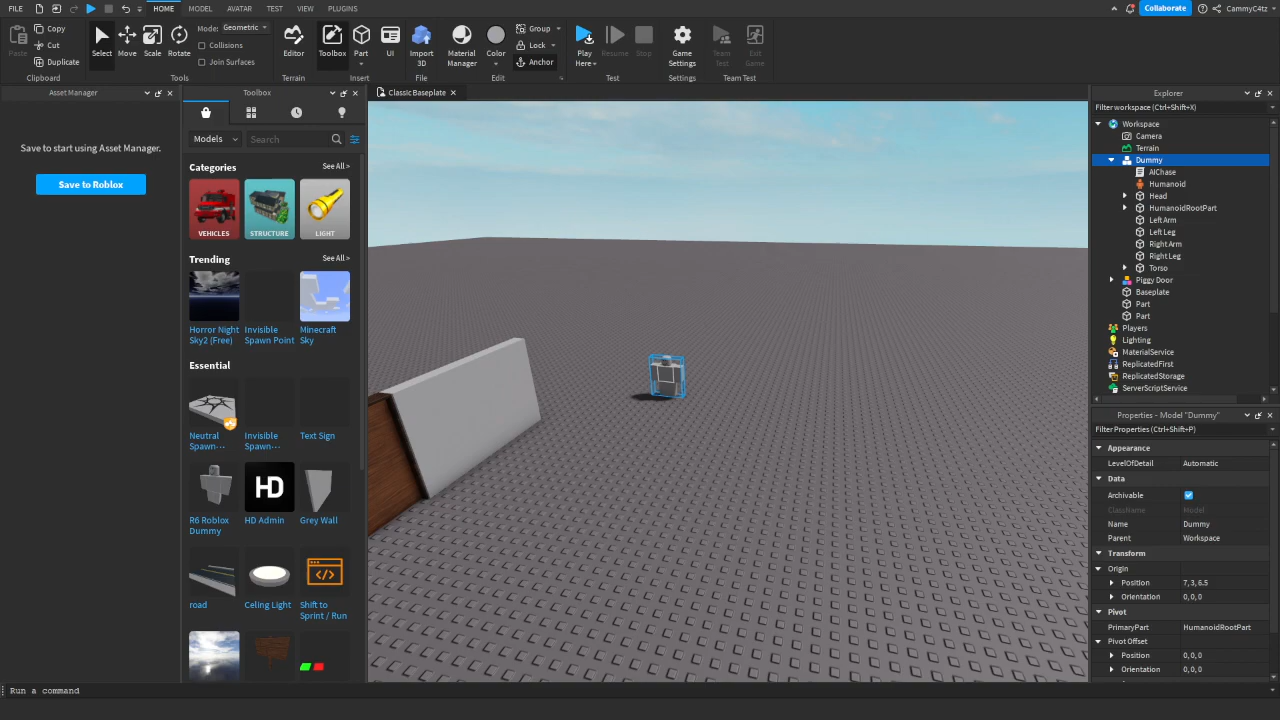 FILE
HOME
MODEL
AVATAR
TEST
VIEW
PLUGINS
Collaborate
CammyC4tz
Paste
Copy
Cut
Duplicate
Clipboard
Select
Move
Scale
Rotate
Mode:
Geometric
Collisions
Join Surfaces
Tools
Editor
Terrain
Toolbox
Part
UI
Insert
Import
3D
File
Material
Manager
Color
Group
Lock
Anchor
Edit
Play
Here
Resume
Stop
Test
Game
Settings
Settings
Team
Test
Exit
Game
Team Test
Asset Manager
Save to start using Asset Manager.
Save to Roblox
Toolbox
Models
Search
Categories
See All >
VEHICLES
STRUCTURE
LIGHT
Trending
See All >
Horror Night
Sky2 (Free)
Invisible
Spawn Point
Minecraft
Sky
Essential
Neutral
Spawn...
Invisible
Spawn...
Text Sign
R6 Roblox
Dummy
HD
HD Admin
Grey Wall
road
Celing Light
Shift to
Sprint / Run
Classic Baseplate
Explorer
Filter workspace (Ctrl+Shift+X)
Workspace
Camera
Terrain
Dummy
AIChase
Humanoid
Head
HumanoidRootPart
Left Arm
Left Leg
Right Arm
Right Leg
Torso
Piggy Door
Baseplate
Part
Part
Players
Lighting
MaterialService
ReplicatedFirst
ReplicatedStorage
ServerScriptService
Properties - Model "Dummy"
Filter Properties (Ctrl+Shift+P)
Appearance
LevelOfDetail
Automatic
Data
Archivable
ClassName
Model
Name
Dummy
Parent
Workspace
Transform
Origin
Position
7, 3, 6.5
Orientation
0, 0, 0
Pivot
PrimaryPart
HumanoidRootPart
Pivot Offset
Position
0, 0, 0
Orientation
0, 0, 0
Run a command